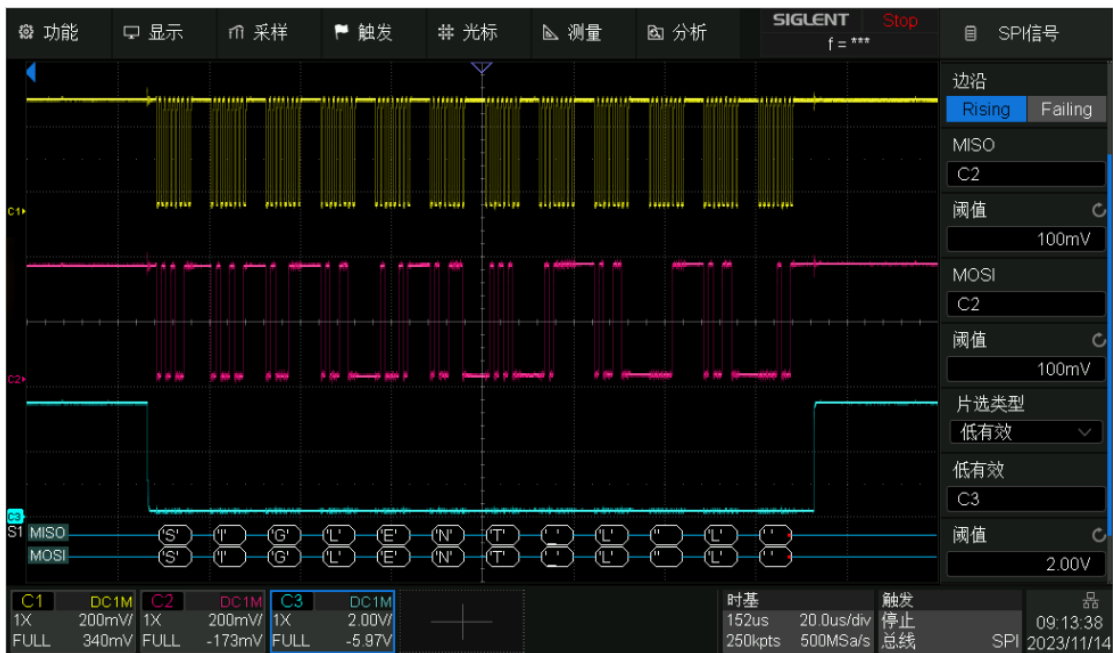 功能 显示 采样 触发 光标 测量 分析 SIGLENT Stop
f = ***
SPI信号
边沿
Rising Failing
MISO
C2
阈值
100mV
MOSI
C2
阈值
100mV
片选类型
低有效
低有效
C3
阈值
2.00V
C1
C2
C3
S1 MISO 'S' 'I' 'G' 'L' 'E' 'N' 'T' '_' 'L' '' 'L' ' '
MOSI 'S' 'I' 'G' 'L' 'E' 'N' 'T' '_' 'L' '' 'L' ' '
C1 DC1M C2 DC1M C3 DC1M 时基 触发
1X 200mV/ 1X 200mV/ 1X 2.00V/ 152us 20.0us/div 停止 09:13:38
FULL 340mV FULL -173mV FULL -5.97V 250kpts 500MSa/s 总线 SPI 2023/11/14